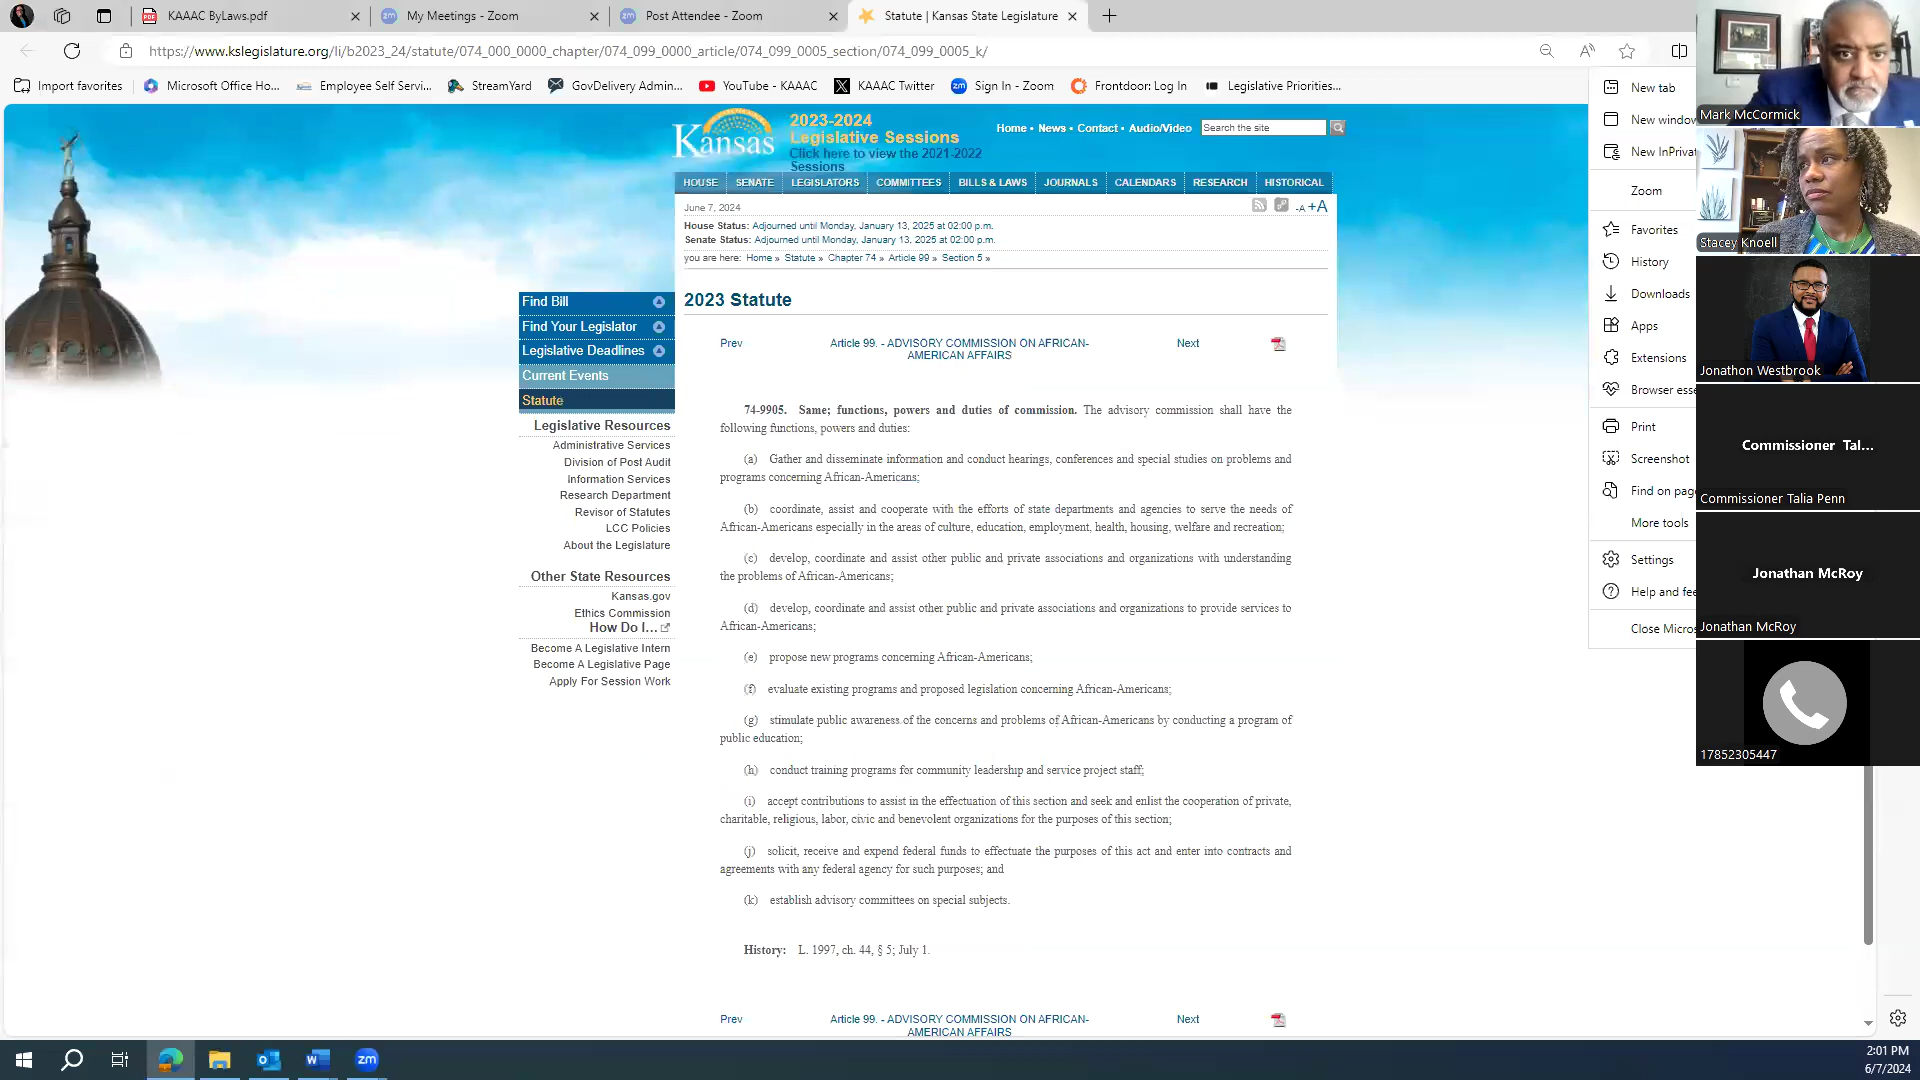 KAAAC ByLaws.pdf
My Meetings - Zoom
Post Attendee - Zoom
Statute | Kansas State Legislature
https://www.kslegislature.org/li/b2023_24/statute/074_000_0000_chapter/074_099_0000_article/074_099_0005_section/074_099_0005_k/
Import favorites
Microsoft Office Ho...
Employee Self Servi...
StreamYard
GovDelivery Admin...
YouTube - KAAAC
KAAAC Twitter
Sign In - Zoom
Frontdoor: Log In
Legislative Priorities...
Kansas
2023-2024
Legislative Sessions
Click here to view the 2021-2022
Sessions
Home • News • Contact • Audio/Video
Search the site
HOUSE SENATE LEGISLATORS COMMITTEES BILLS & LAWS JOURNALS CALENDARS RESEARCH HISTORICAL
June 7, 2024
-A +A
House Status: Adjourned until Monday, January 13, 2025 at 02:00 p.m.
Senate Status: Adjourned until Monday, January 13, 2025 at 02:00 p.m.
you are here: Home » Statute » Chapter 74 » Article 99 » Section 5 »
Find Bill
Find Your Legislator
Legislative Deadlines
Current Events
Statute
Legislative Resources
Administrative Services
Division of Post Audit
Information Services
Research Department
Revisor of Statutes
LCC Policies
About the Legislature
Other State Resources
Kansas.gov
Ethics Commission
How Do I...
Become A Legislative Intern
Become A Legislative Page
Apply For Session Work
2023 Statute
Prev
Article 99. - ADVISORY COMMISSION ON AFRICAN-
AMERICAN AFFAIRS
Next
74-9905. Same; functions, powers and duties of commission. The advisory commission shall have the
following functions, powers and duties:
(a) Gather and disseminate information and conduct hearings, conferences and special studies on problems and
programs concerning African-Americans;
(b) coordinate, assist and cooperate with the efforts of state departments and agencies to serve the needs of
African-Americans especially in the areas of culture, education, employment, health, housing, welfare and recreation;
(c) develop, coordinate and assist other public and private associations and organizations with understanding
the problems of African-Americans;
(d) develop, coordinate and assist other public and private associations and organizations to provide services to
African-Americans;
(e) propose new programs concerning African-Americans;
(f) evaluate existing programs and proposed legislation concerning African-Americans;
(g) stimulate public awareness of the concerns and problems of African-Americans by conducting a program of
public education;
(h) conduct training programs for community leadership and service project staff;
(i) accept contributions to assist in the effectuation of this section and seek and enlist the cooperation of private,
charitable, religious, labor, civic and benevolent organizations for the purposes of this section;
(j) solicit, receive and expend federal funds to effectuate the purposes of this act and enter into contracts and
agreements with any federal agency for such purposes; and
(k) establish advisory committees on special subjects.
History: L. 1997, ch. 44, § 5; July 1.
Prev
Article 99. - ADVISORY COMMISSION ON AFRICAN-
AMERICAN AFFAIRS
Next
New tab
New window
New InPrivat
Zoom
Favorites
History
Downloads
Apps
Extensions
Browser esse
Print
Screenshot
Find on page
More tools
Settings
Help and fee
Close Micros
Mark McCormick
Stacey Knoell
Jonathon Westbrook
Commissioner Tal...
Commissioner Talia Penn
Jonathan McRoy
Jonathan McRoy
17852305447
zm
2:01 PM
6/7/2024